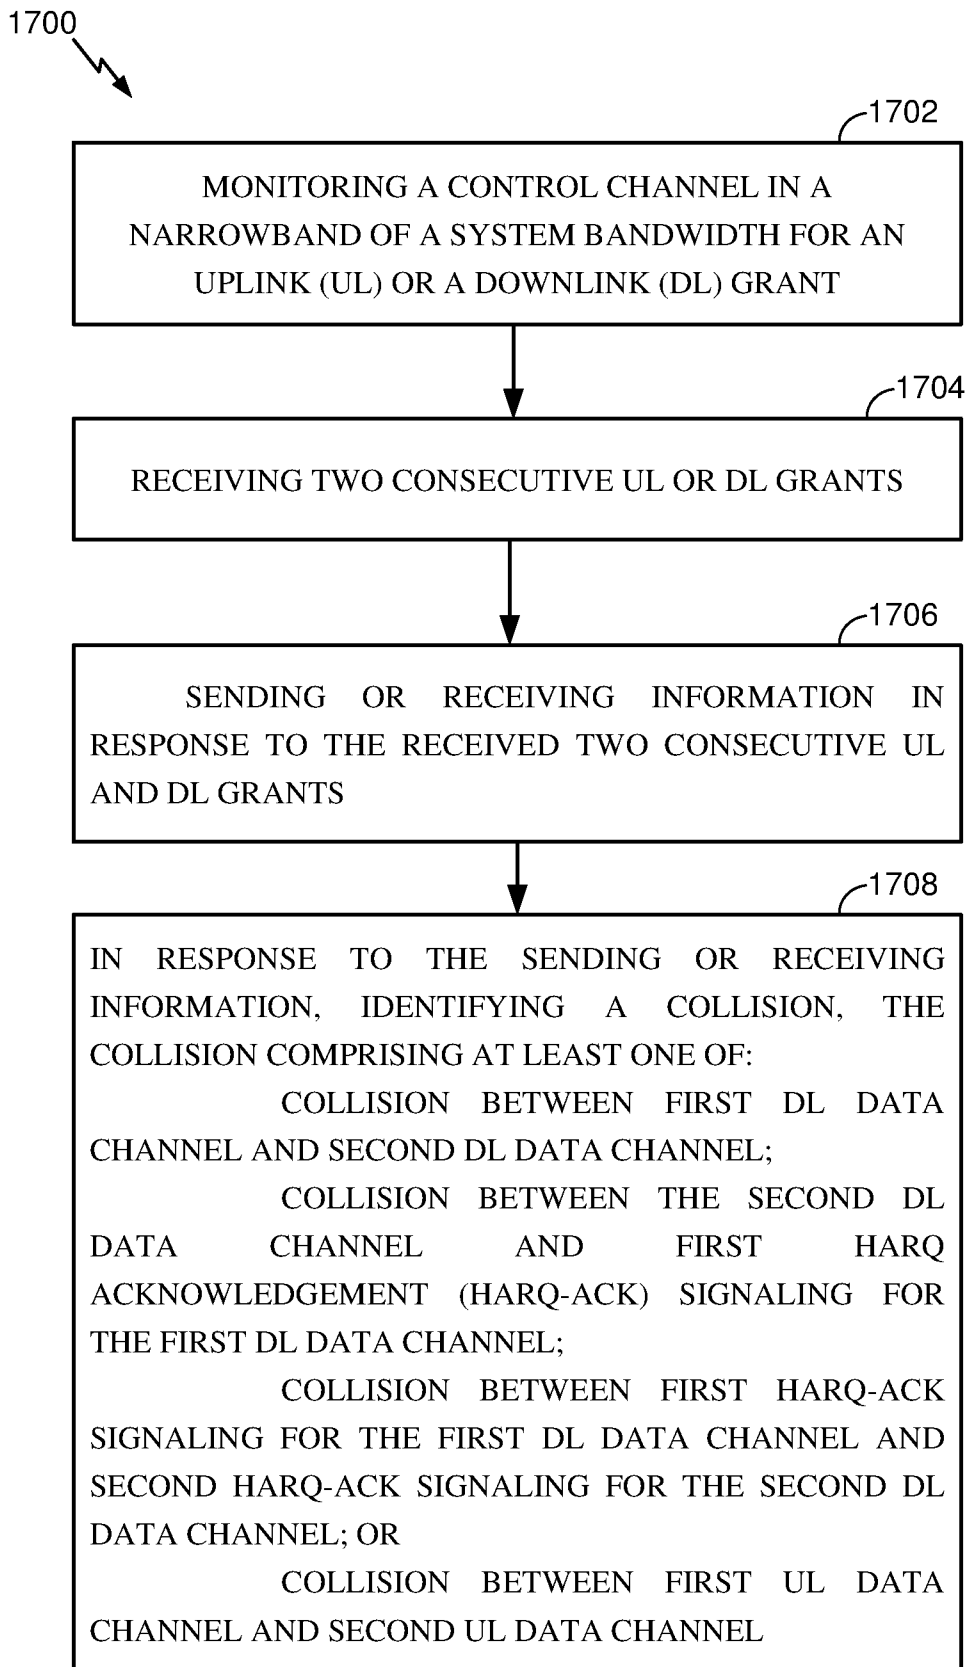 1700
1702
MONITORING A CONTROL CHANNEL IN A
NARROWBAND OF A SYSTEM BANDWIDTH FOR AN
UPLINK (UL) OR A DOWNLINK (DL) GRANT
1704
RECEIVING TWO CONSECUTIVE UL OR DL GRANTS
1706
SENDING OR RECEIVING INFORMATION IN
RESPONSE TO THE RECEIVED TWO CONSECUTIVE UL
AND DL GRANTS
1708
IN RESPONSE TO THE SENDING OR RECEIVING
INFORMATION, IDENTIFYING A COLLISION, THE
COLLISION COMPRISING AT LEAST ONE OF:
COLLISION BETWEEN FIRST DL DATA
CHANNEL AND SECOND DL DATA CHANNEL;
COLLISION BETWEEN THE SECOND DL
DATA CHANNEL AND FIRST HARQ
ACKNOWLEDGEMENT (HARQ-ACK) SIGNALING FOR
THE FIRST DL DATA CHANNEL;
COLLISION BETWEEN FIRST HARQ-ACK
SIGNALING FOR THE FIRST DL DATA CHANNEL AND
SECOND HARQ-ACK SIGNALING FOR THE SECOND DL
DATA CHANNEL; OR
COLLISION BETWEEN FIRST UL DATA
CHANNEL AND SECOND UL DATA CHANNEL